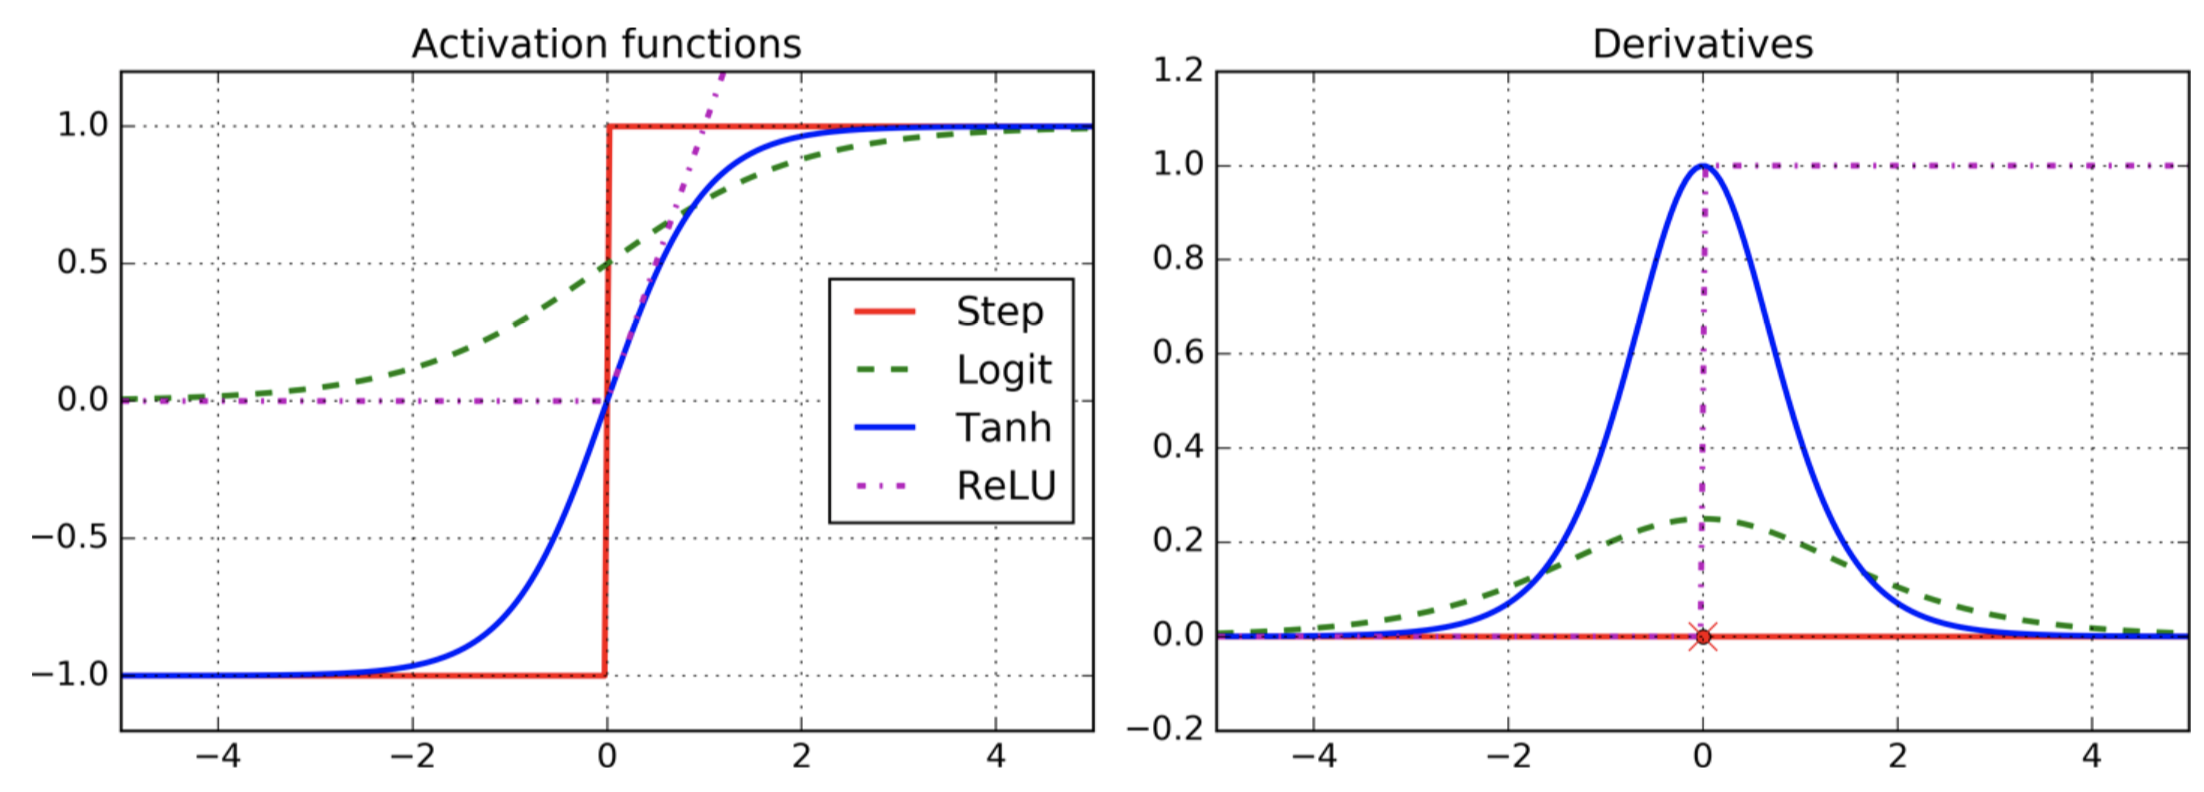 Activation functions
1.0
0.5
0.0
−0.5
−1.0
−4 −2 0 2 4
Step
Logit
Tanh
ReLU
Derivatives
1.2
1.0
0.8
0.6
0.4
0.2
0.0
−0.2
−4 −2 0 2 4